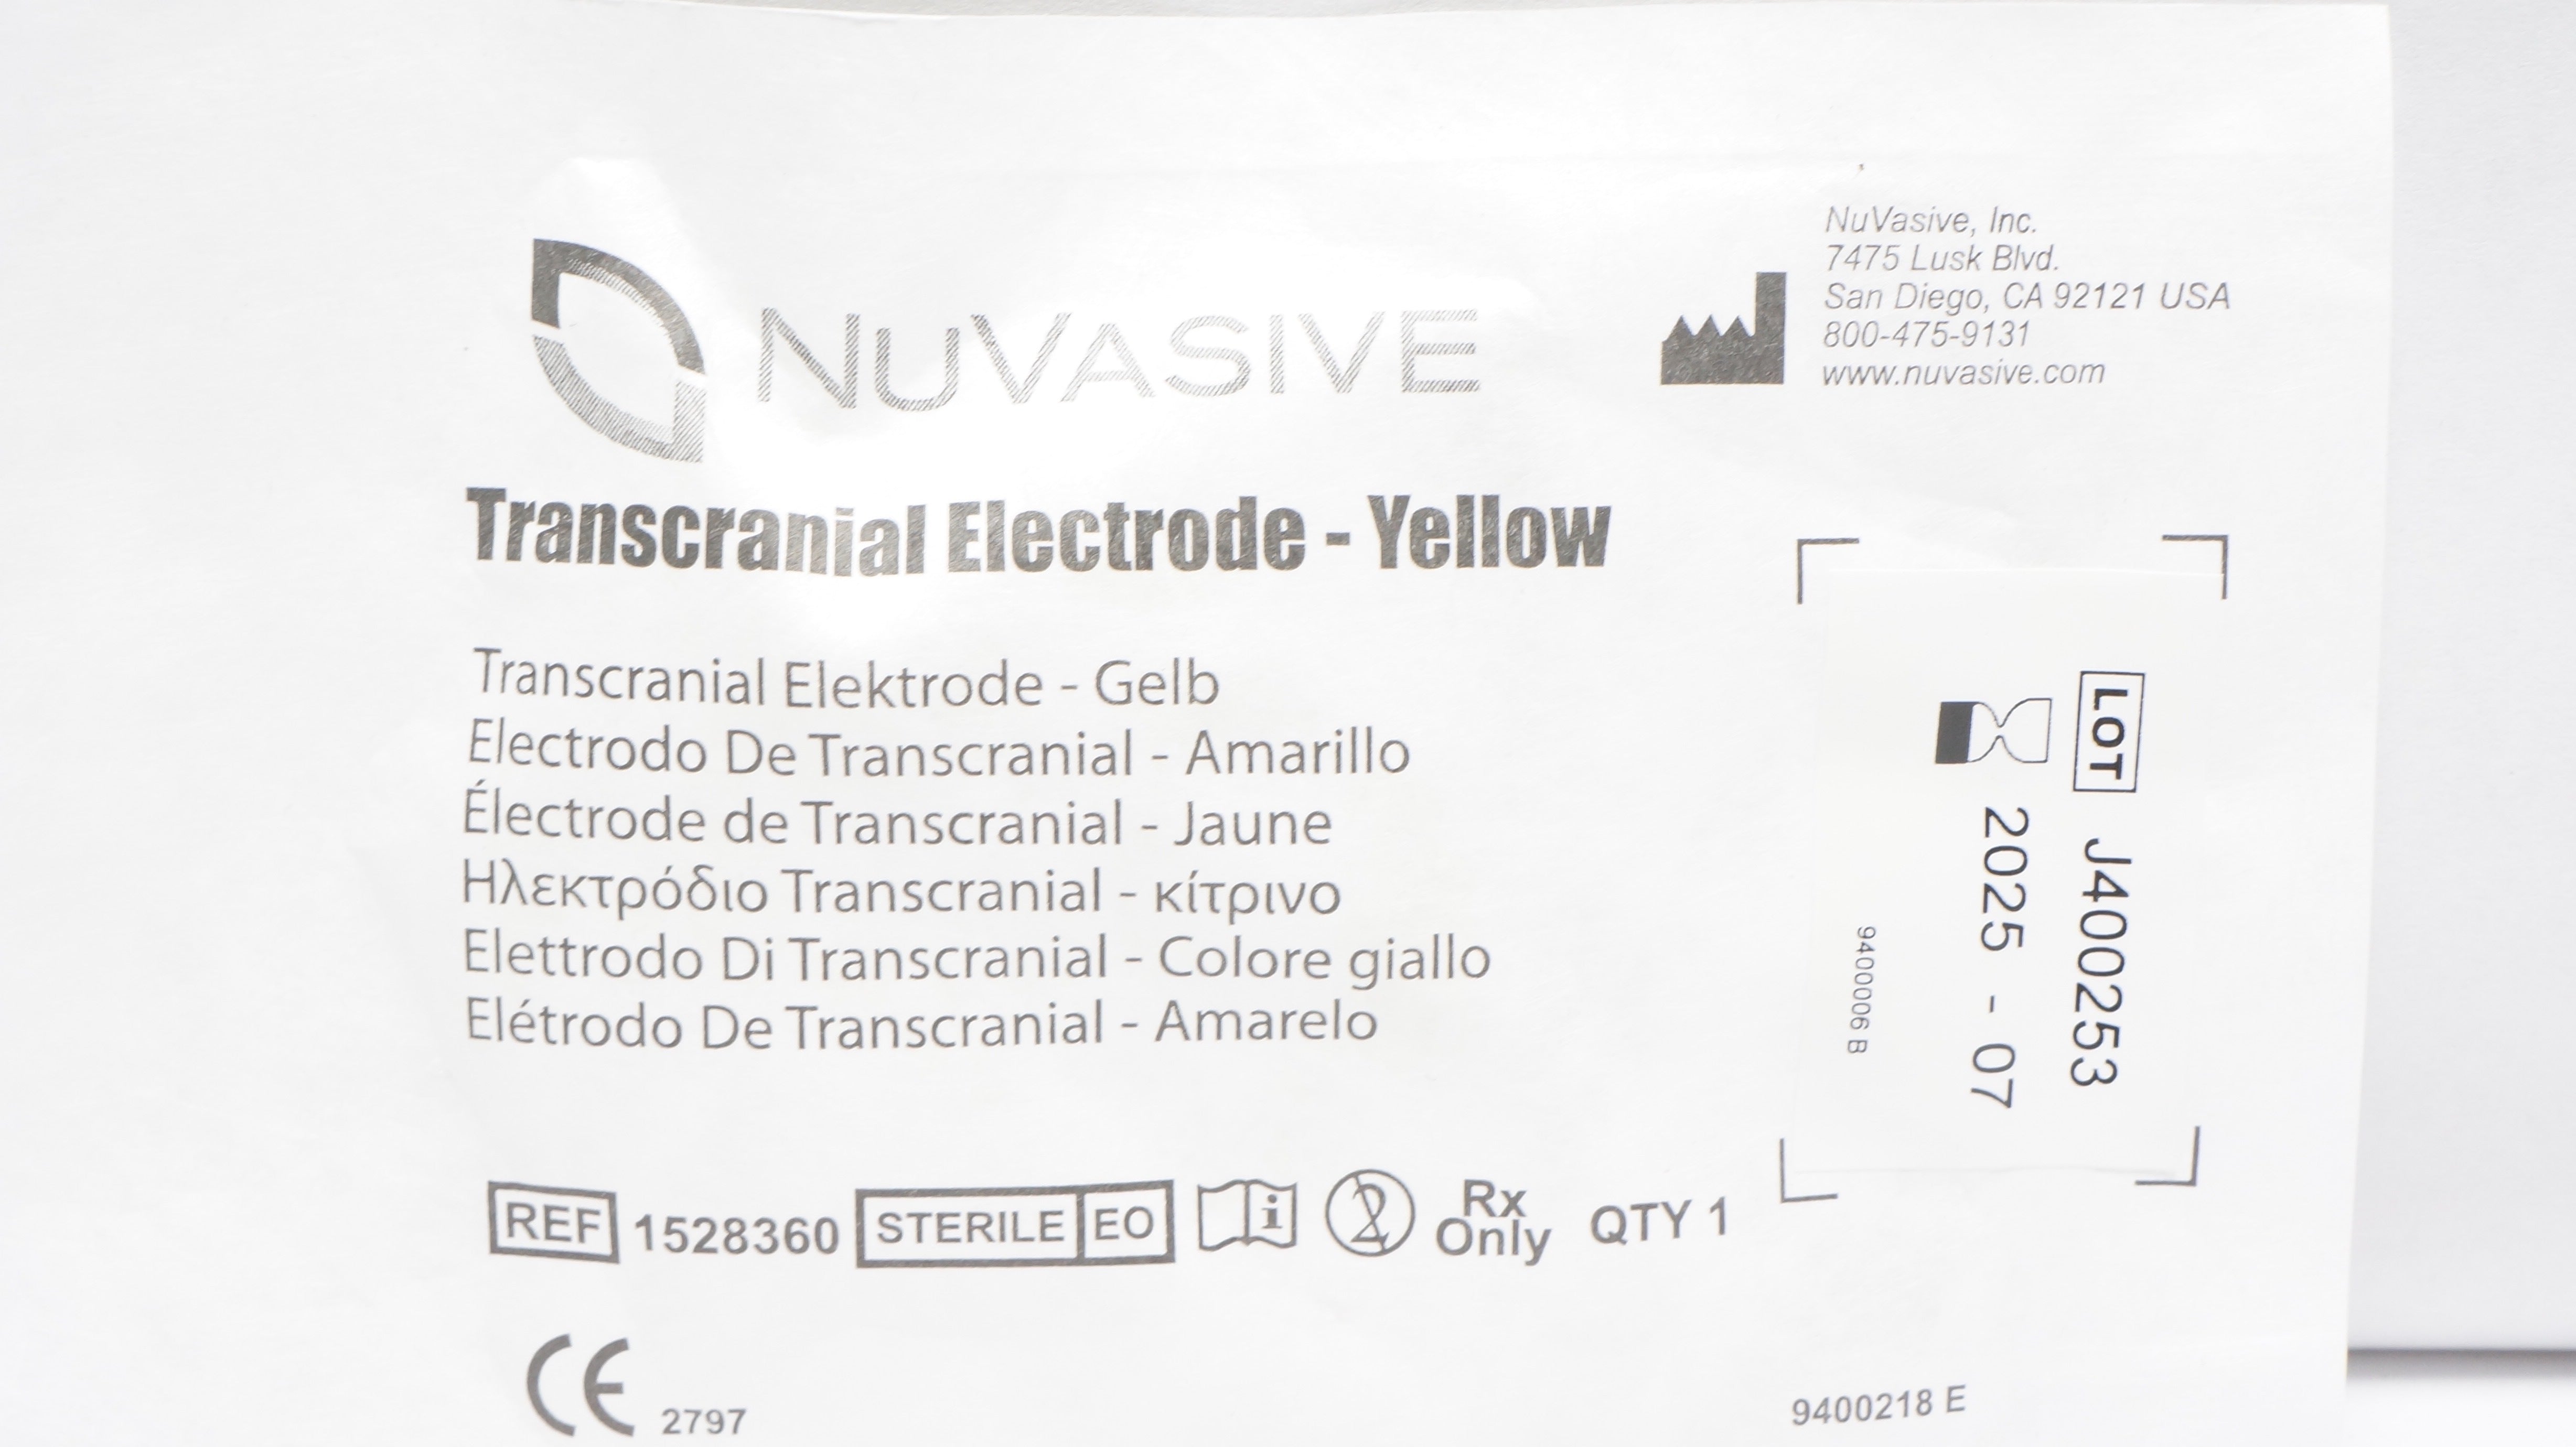 NUVASIVE
NuVasive, Inc.
7475 Lusk Blvd.
San Diego, CA 92121 USA
800-475-9131
www.nuvasive.com
Transcranial Electrode - Yellow
Transcranial Elektrode - Gelb
Electrodo De Transcranial - Amarillo
Électrode de Transcranial - Jaune
Ηλεκτρόδιο Transcranial - κίτρινο
Elettrodo Di Transcranial - Colore giallo
Elétrodo De Transcranial - Amarelo
LOT J400253
2025 - 07
9400006 B
REF 1528360 STERILE EO i 2 Rx Only QTY 1
CE 2797
9400218 E